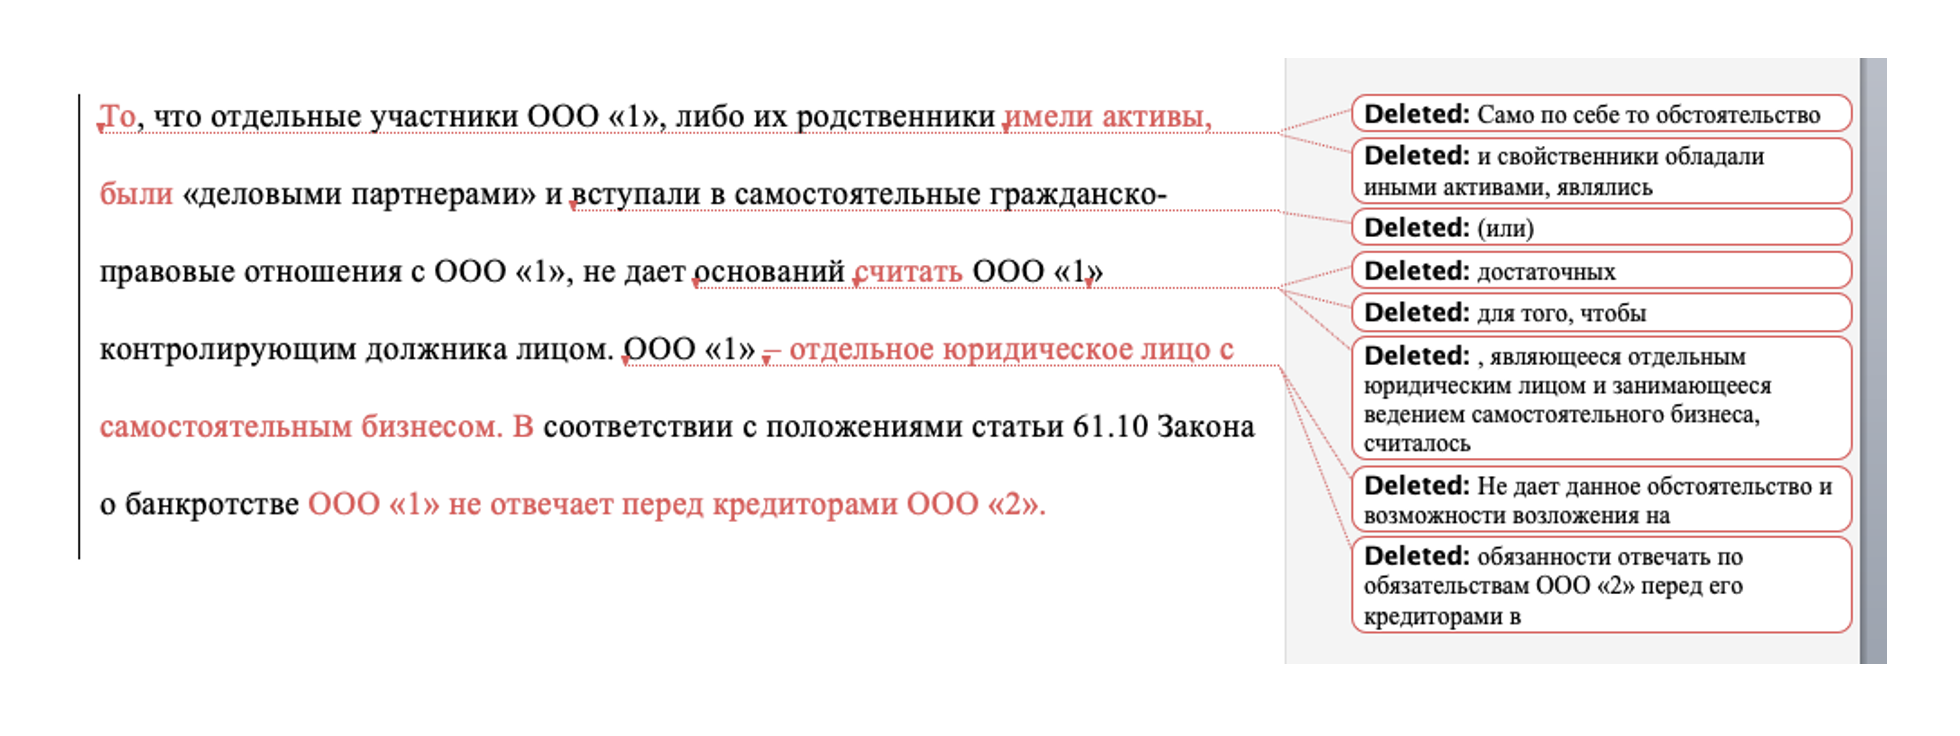 То, что отдельные участники ООО «1», либо их родственники имели активы,
были «деловыми партнерами» и вступали в самостоятельные гражданско-
правовые отношения с ООО «1», не дает оснований считать ООО «1»
контролирующим должника лицом. ООО «1» – отдельное юридическое лицо с
самостоятельным бизнесом. В соответствии с положениями статьи 61.10 Закона
о банкротстве ООО «1» не отвечает перед кредиторами ООО «2».
Deleted: Само по себе то обстоятельство
Deleted: и свойственники обладали
иными активами, являлись
Deleted: (или)
Deleted: достаточных
Deleted: для того, чтобы
Deleted: , являющееся отдельным
юридическим лицом и занимающееся
ведением самостоятельного бизнеса,
считалось
Deleted: Не дает данное обстоятельство и
возможности возложения на
Deleted: обязанности отвечать по
обязательствам ООО «2» перед его
кредиторами в